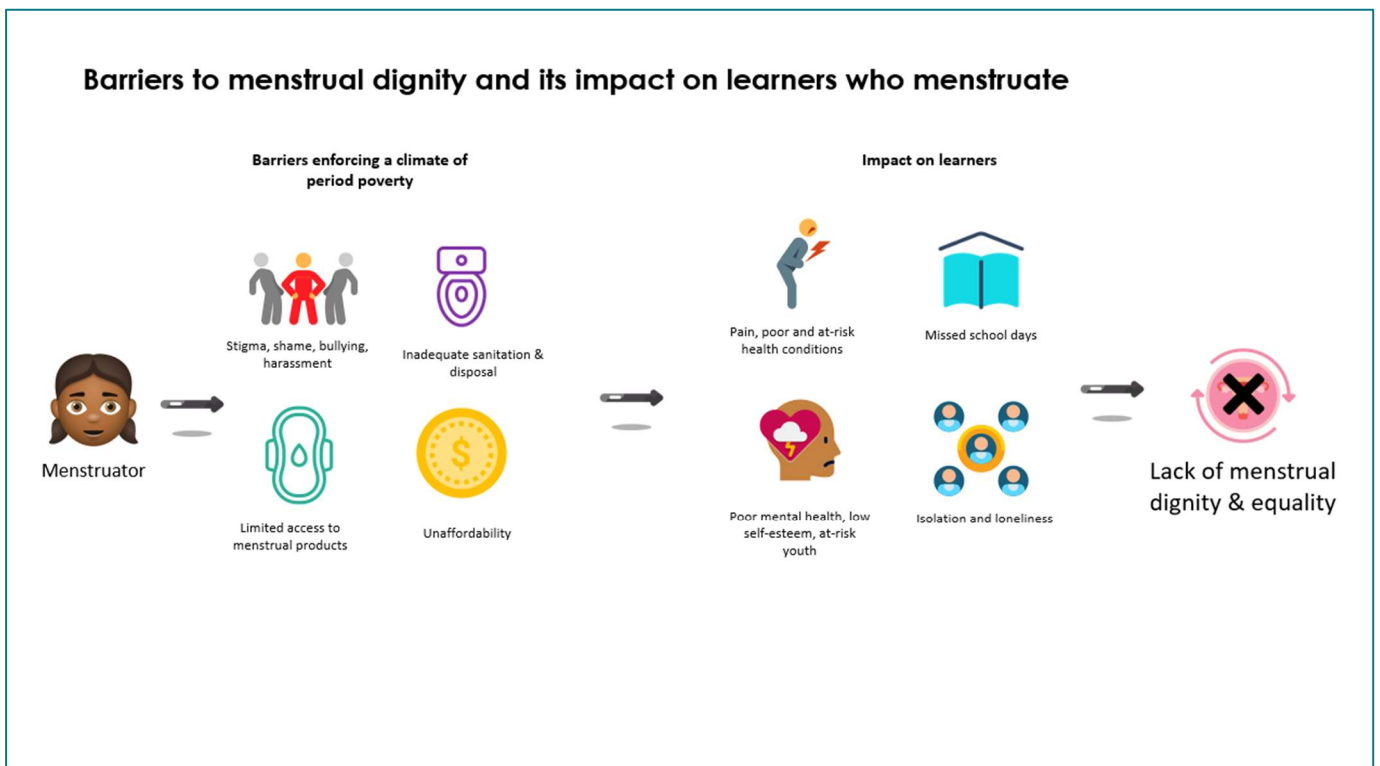 Barriers to menstrual dignity and its impact on learners who menstruate
Barriers enforcing a climate of
period poverty
Stigma, shame, bullying,
harassment
Inadequate sanitation &
disposal
Menstruator
Limited access to
menstrual products
$
Unaffordability
Impact on learners
Pain, poor and at-risk
health conditions
Missed school days
Poor mental health, low
self-esteem, at-risk
youth
Isolation and loneliness
Lack of menstrual
dignity & equality